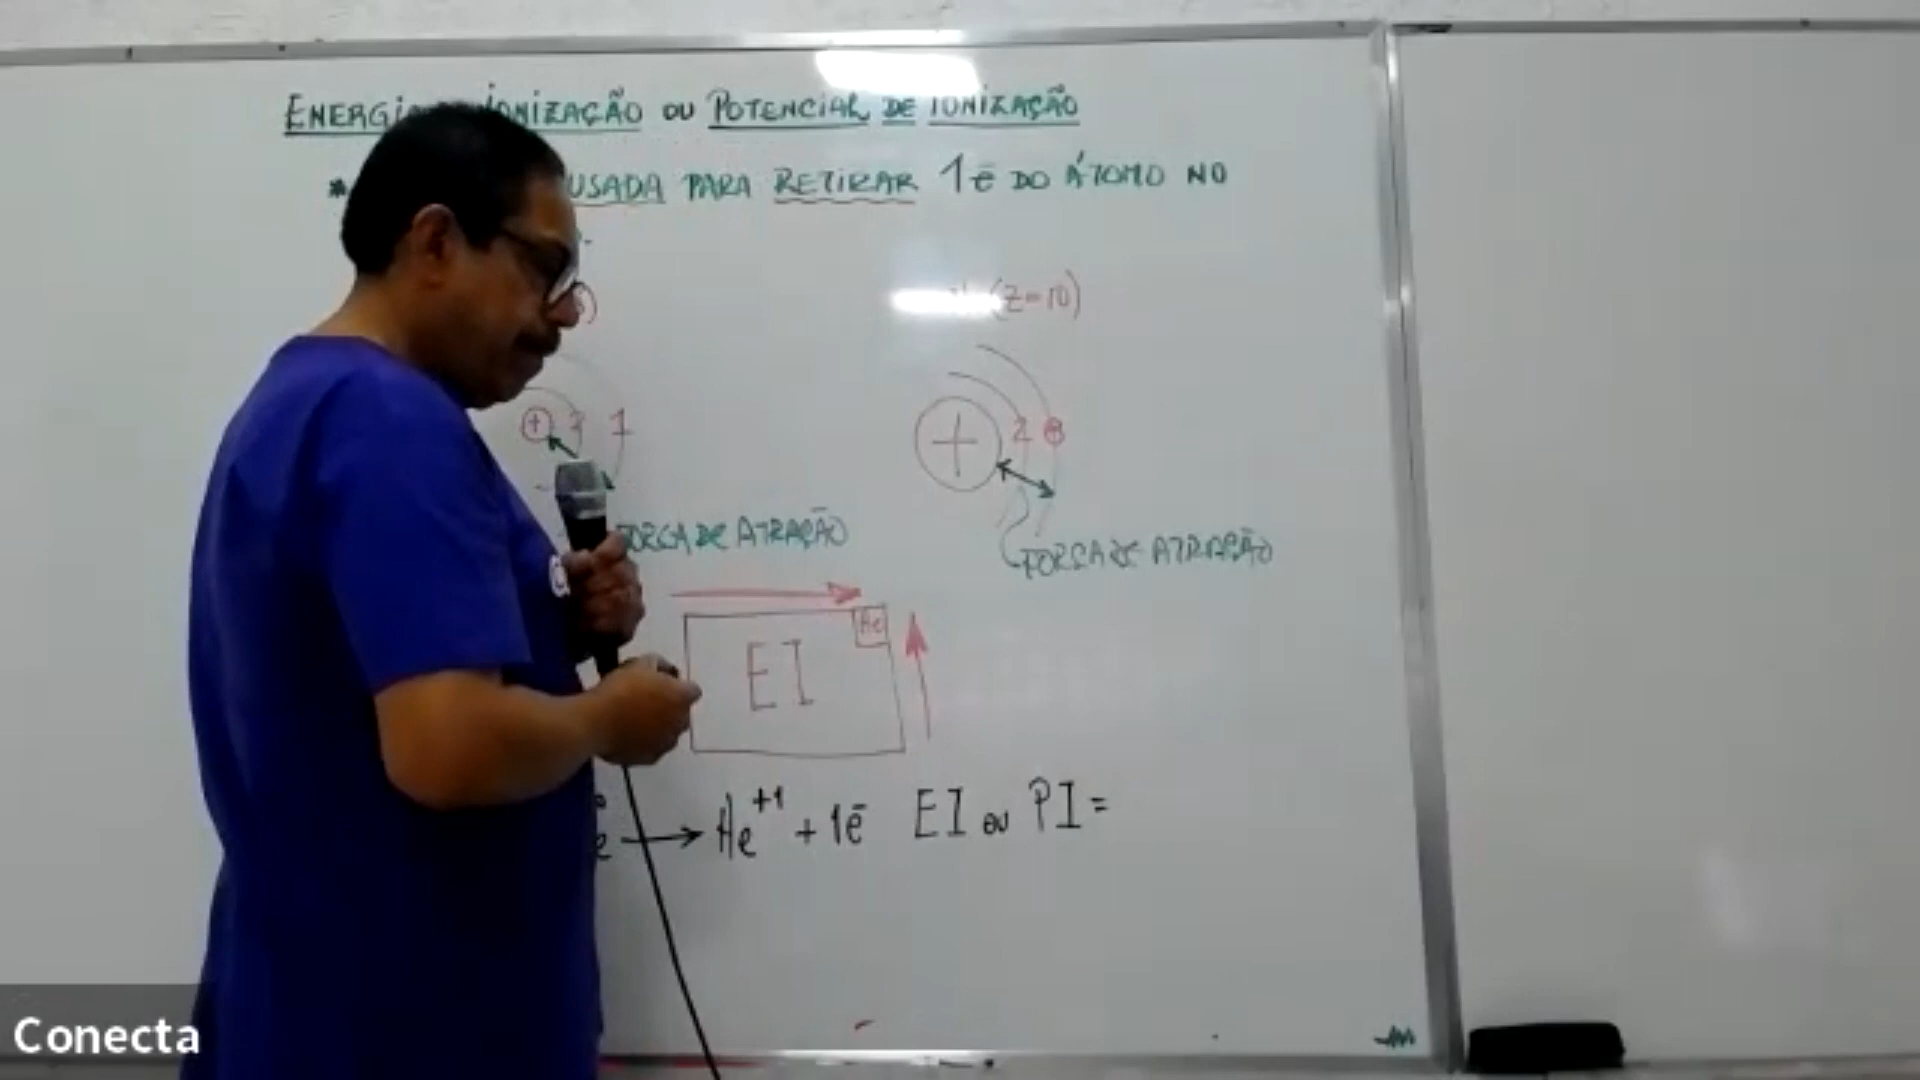 ENERGIA IONIZAÇÃO OU POTENCIAL DE IONIZAÇÃO
* USADA PARA RETIRAR 1ē DO ÁTOMO NO
(Z=10)
+ 2 1
+ 2 8
FORÇA DE ATRAÇÃO
FORÇA DE ATRAÇÃO
He
EI
e → He+1 + 1ē EI ou PI =
Conecta